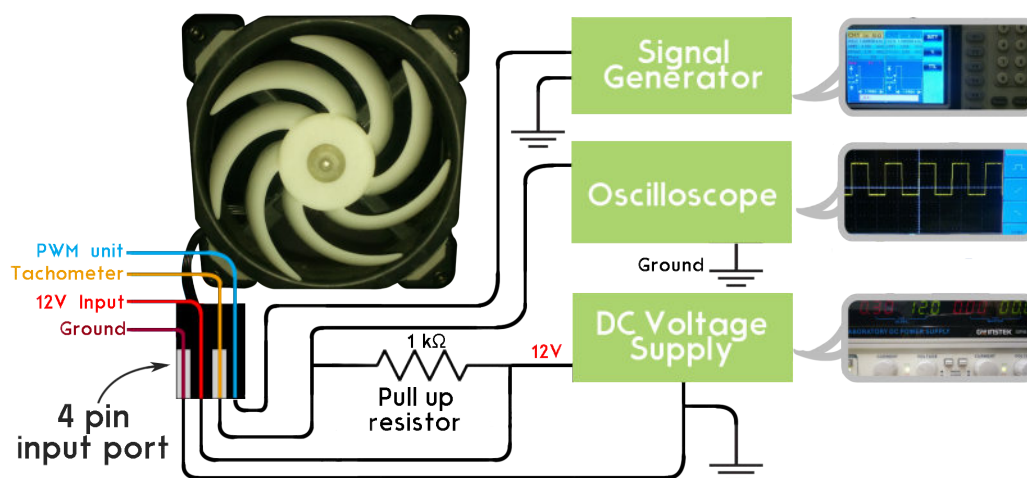 Signal
Generator
Oscilloscope
PWM unit
Tachometer
12V Input
Ground
Ground
DC Voltage
Supply
1 kΩ
12V
Pull up
resistor
4 pin
input port
GWINSTEK